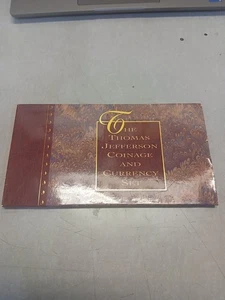 THE
THOMAS
JEFFERSON
COINAGE
AND
CURRENCY
SET